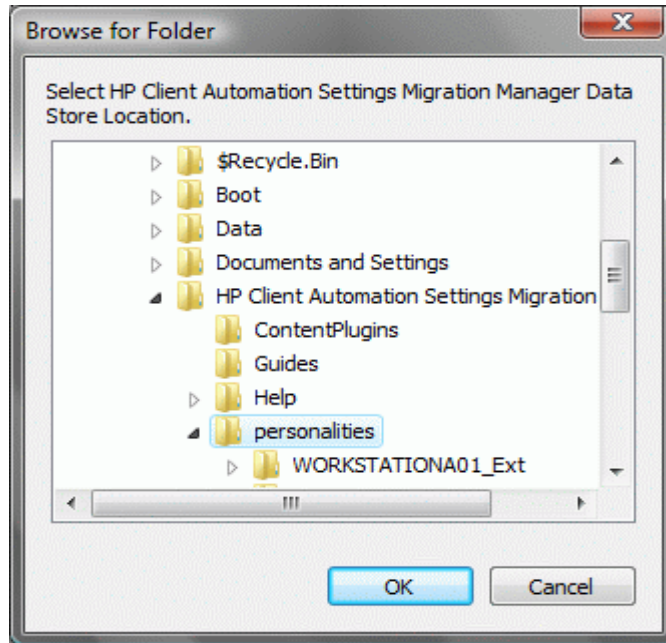 Browse for Folder
Select HP Client Automation Settings Migration Manager Data
Store Location.
$Recycle.Bin
Boot
Data
Documents and Settings
HP Client Automation Settings Migration
ContentPlugins
Guides
Help
personalities
WORKSTATIONA01_Ext
OK
Cancel